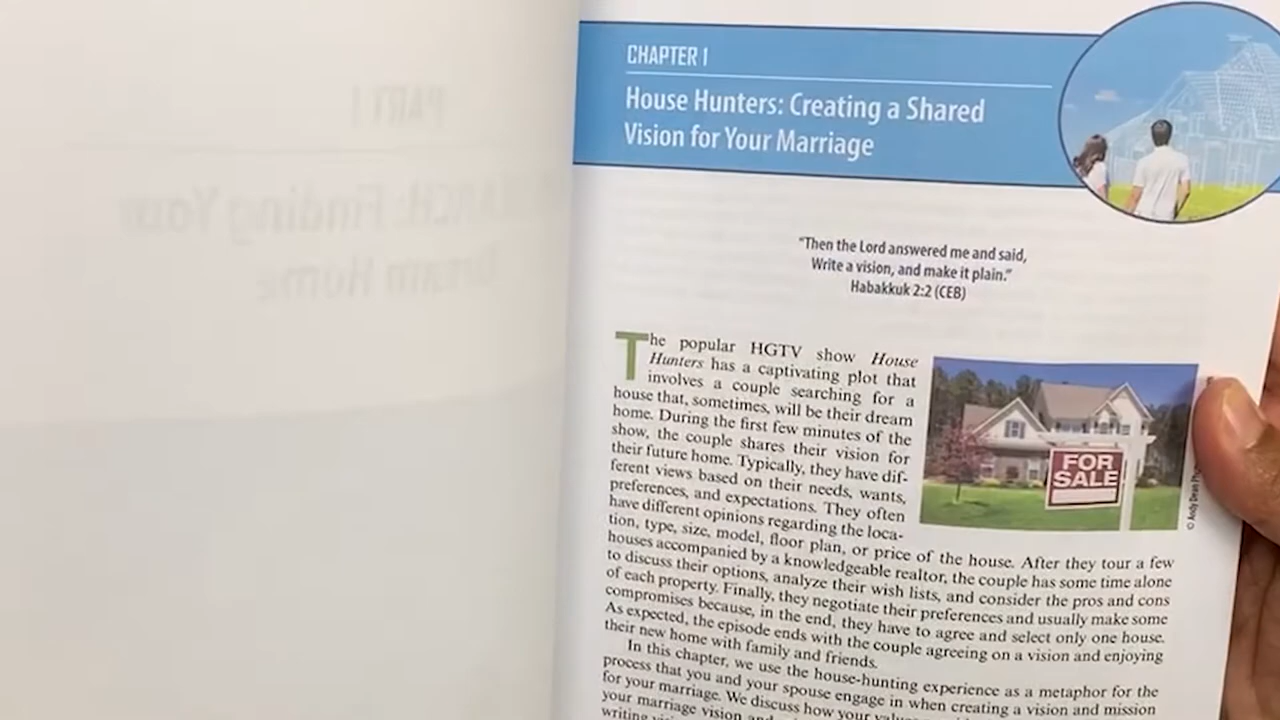 PART I
SEARCH: Finding Your
Dream Home
CHAPTER 1
House Hunters: Creating a Shared
Vision for Your Marriage
“Then the Lord answered me and said,
Write a vision, and make it plain.”
Habakkuk 2:2 (CEB)
The popular HGTV show House
Hunters has a captivating plot that
involves a couple searching for a
house that, sometimes, will be their dream
home. During the first few minutes of the
show, the couple shares their vision for
their future home. Typically, they have dif-
ferent views based on their needs, wants,
preferences, and expectations. They often
have different opinions regarding the loca-
tion, type, size, model, floor plan, or price of the house. After they tour a few
houses accompanied by a knowledgeable realtor, the couple has some time alone
to discuss their options, analyze their wish lists, and consider the pros and cons
of each property. Finally, they negotiate their preferences and usually make some
compromises because, in the end, they have to agree and select only one house.
As expected, the episode ends with the couple agreeing on a vision and enjoying
their new home with family and friends.
In this chapter, we use the house-hunting experience as a metaphor for the
process that you and your spouse engage in when creating a vision and mission
for your marriage. We discuss how your
your marriage vision
FOR
SALE
© Andy Dean